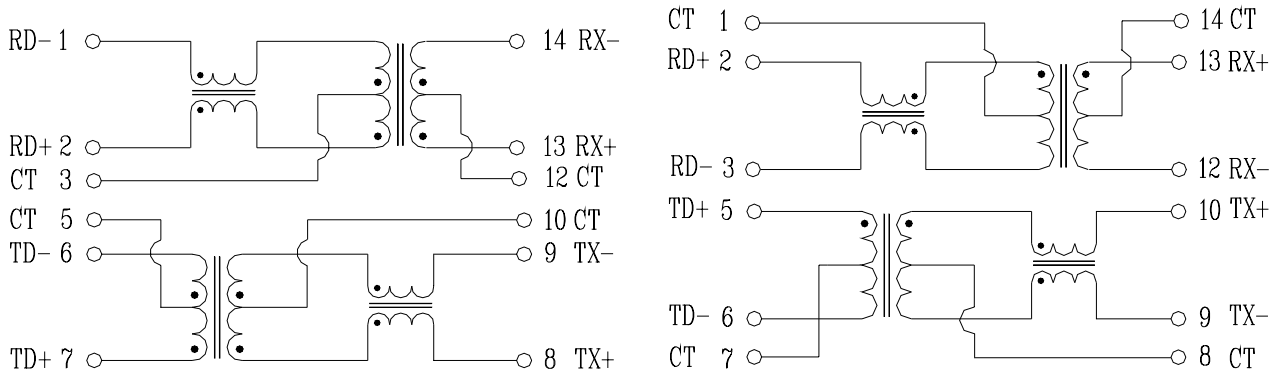 RD- 1
14 RX-
RD+ 2
13 RX+
CT 3
12 CT
CT 5
10 CT
TD- 6
9 TX-
TD+ 7
8 TX+
CT 1
14 CT
RD+ 2
13 RX+
RD- 3
12 RX-
TD+ 5
10 TX+
TD- 6
9 TX-
CT 7
8 CT